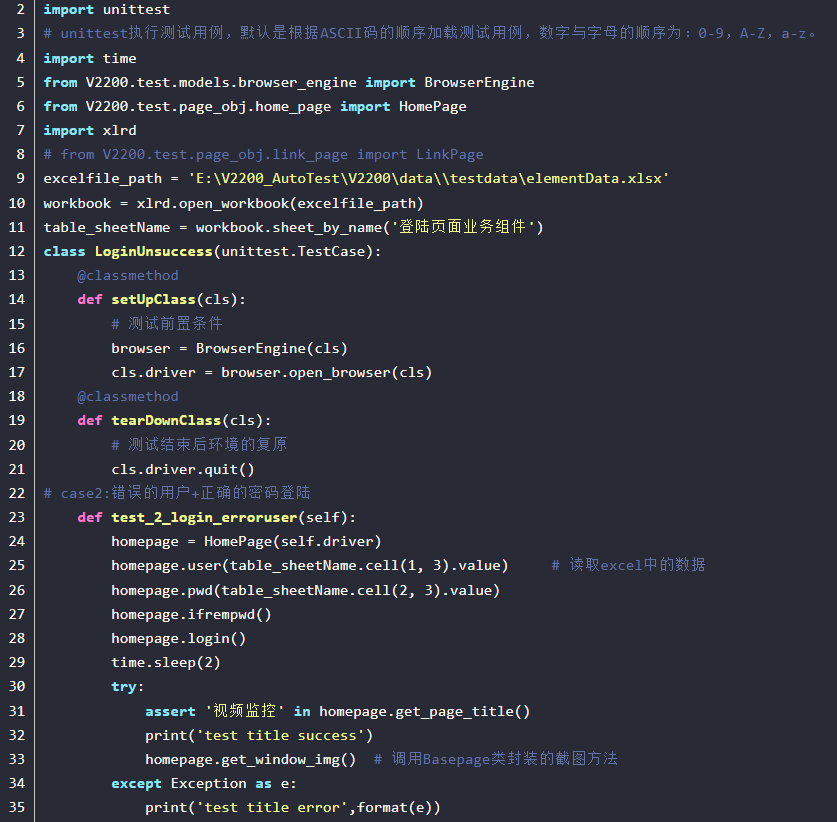 2 import unittest
3 # unittest执行测试用例，默认是根据ASCII码的顺序加载测试用例，数字与字母的顺序为：0-9，A-Z，a-z。
4 import time
5 from V2200.test.models.browser_engine import BrowserEngine
6 from V2200.test.page_obj.home_page import HomePage
7 import xlrd
8 # from V2200.test.page_obj.link_page import LinkPage
9 excelfile_path = 'E:\V2200_AutoTest\V2200\data\\testdata\elementData.xlsx'
10 workbook = xlrd.open_workbook(excelfile_path)
11 table_sheetName = workbook.sheet_by_name('登陆页面业务组件')
12 class LoginUnsuccess(unittest.TestCase):
13     @classmethod
14     def setUpClass(cls):
15         # 测试前置条件
16         browser = BrowserEngine(cls)
17         cls.driver = browser.open_browser(cls)
18     @classmethod
19     def tearDownClass(cls):
20         # 测试结束后环境的复原
21         cls.driver.quit()
22 # case2:错误的用户+正确的密码登陆
23     def test_2_login_erroruser(self):
24         homepage = HomePage(self.driver)
25         homepage.user(table_sheetName.cell(1, 3).value)     # 读取excel中的数据
26         homepage.pwd(table_sheetName.cell(2, 3).value)
27         homepage.ifrempwd()
28         homepage.login()
29         time.sleep(2)
30         try:
31             assert '视频监控' in homepage.get_page_title()
32             print('test title success')
33             homepage.get_window_img()  # 调用Basepage类封装的截图方法
34         except Exception as e:
35             print('test title error',format(e))